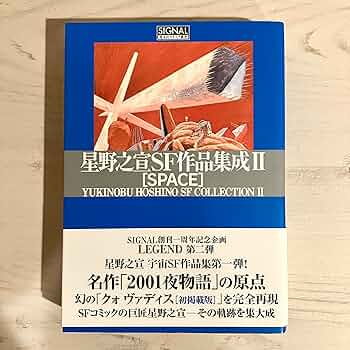 SIGNAL
星野之宣SF作品集成Ⅱ
[SPACE]
YUKINOBU HOSHINO SF COLLECTION II
SIGNAL創刊一周年記念企画
LEGEND 第二弾
星野之宣 宇宙SF作品集第一弾!
名作「2001夜物語」の原点
幻の「クォ ヴァディス[初掲載版]」を完全再現
SFコミックの巨匠星野之宣―その軌跡を集大成